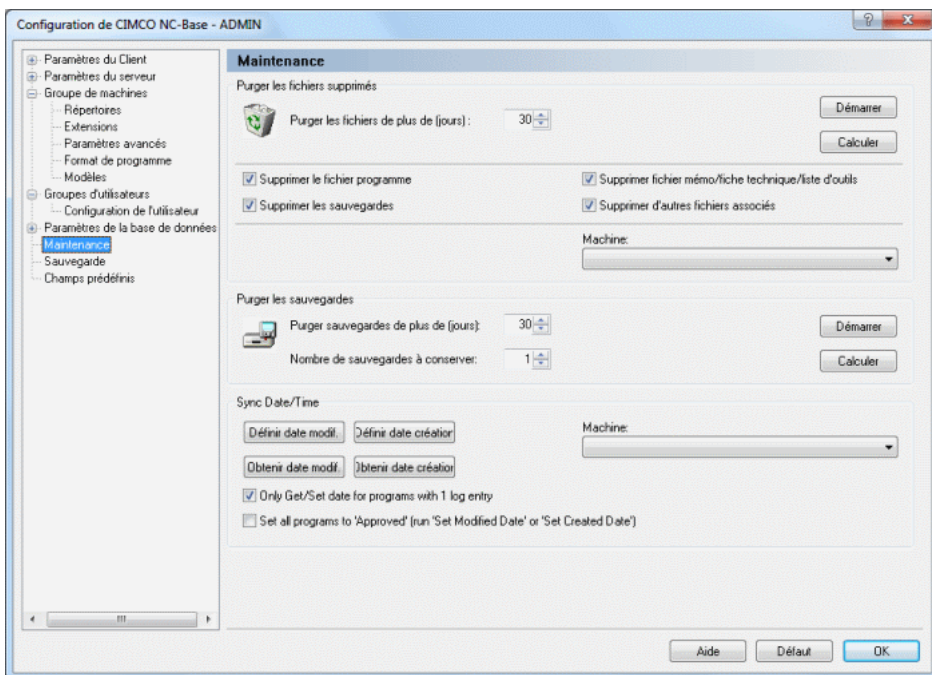 Configuration de CIMCO NC-Base - ADMIN
Paramètres du Client
Paramètres du serveur
Groupe de machines
Répertoires
Extensions
Paramètres avancés
Format de programme
Modèles
Groupes d'utilisateurs
Configuration de l'utilisateur
Paramètres de la base de données
Maintenance
Sauvegarde
Champs prédéfinis
Maintenance
Purger les fichiers supprimés
Purger les fichiers de plus de (jours) :
30
Démarrer
Calculer
Supprimer le fichier programme
Supprimer fichier mémo/fiche technique/liste d'outils
Supprimer les sauvegardes
Supprimer d'autres fichiers associés
Machine:
Purger les sauvegardes
Purger sauvegardes de plus de (jours):
30
Démarrer
Nombre de sauvegardes à conserver:
1
Calculer
Sync Date/Time
Définir date modif.
Définir date création
Machine:
Obtenir date modif.
Obtenir date création
Only Get/Set date for programs with 1 log entry
Set all programs to 'Approved' (run 'Set Modified Date' or 'Set Created Date')
Aide
Défaut
OK